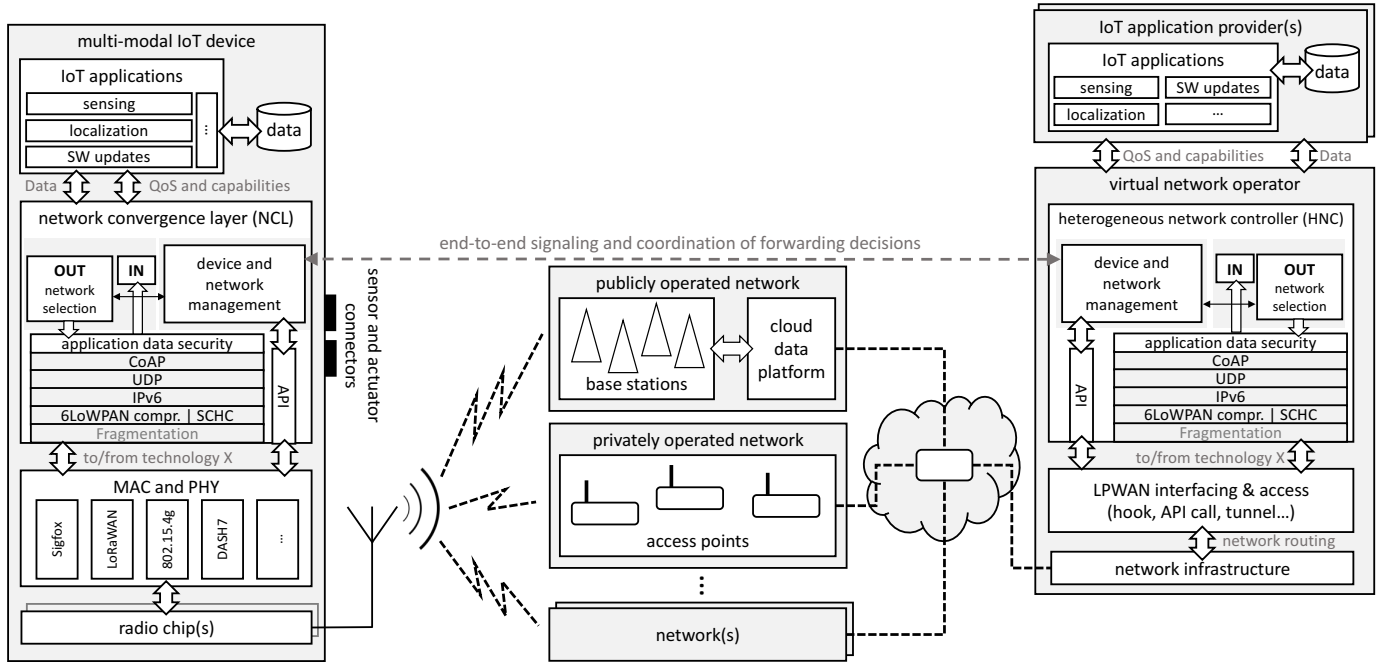 multi-modal IoT device
IoT applications
sensing
localization
SW updates
...
data
Data
QoS and capabilities
network convergence layer (NCL)
OUT
network
selection
IN
device and
network
management
application data security
CoAP
UDP
IPv6
6LoWPAN compr. | SCHC
Fragmentation
API
to/from technology X
MAC and PHY
Sigfox
LoRaWAN
802.15.4g
DASH7
...
radio chip(s)
sensor and actuator
connectors
end-to-end signaling and coordination of forwarding decisions
publicly operated network
base stations
cloud
data
platform
privately operated network
access points
...
network(s)
IoT application provider(s)
IoT applications
sensing
SW updates
localization
...
data
QoS and capabilities
Data
virtual network operator
heterogeneous network controller (HNC)
device and
network
management
IN
OUT
network
selection
application data security
CoAP
UDP
IPv6
6LoWPAN compr. | SCHC
Fragmentation
API
to/from technology X
LPWAN interfacing & access
(hook, API call, tunnel...)
network routing
network infrastructure